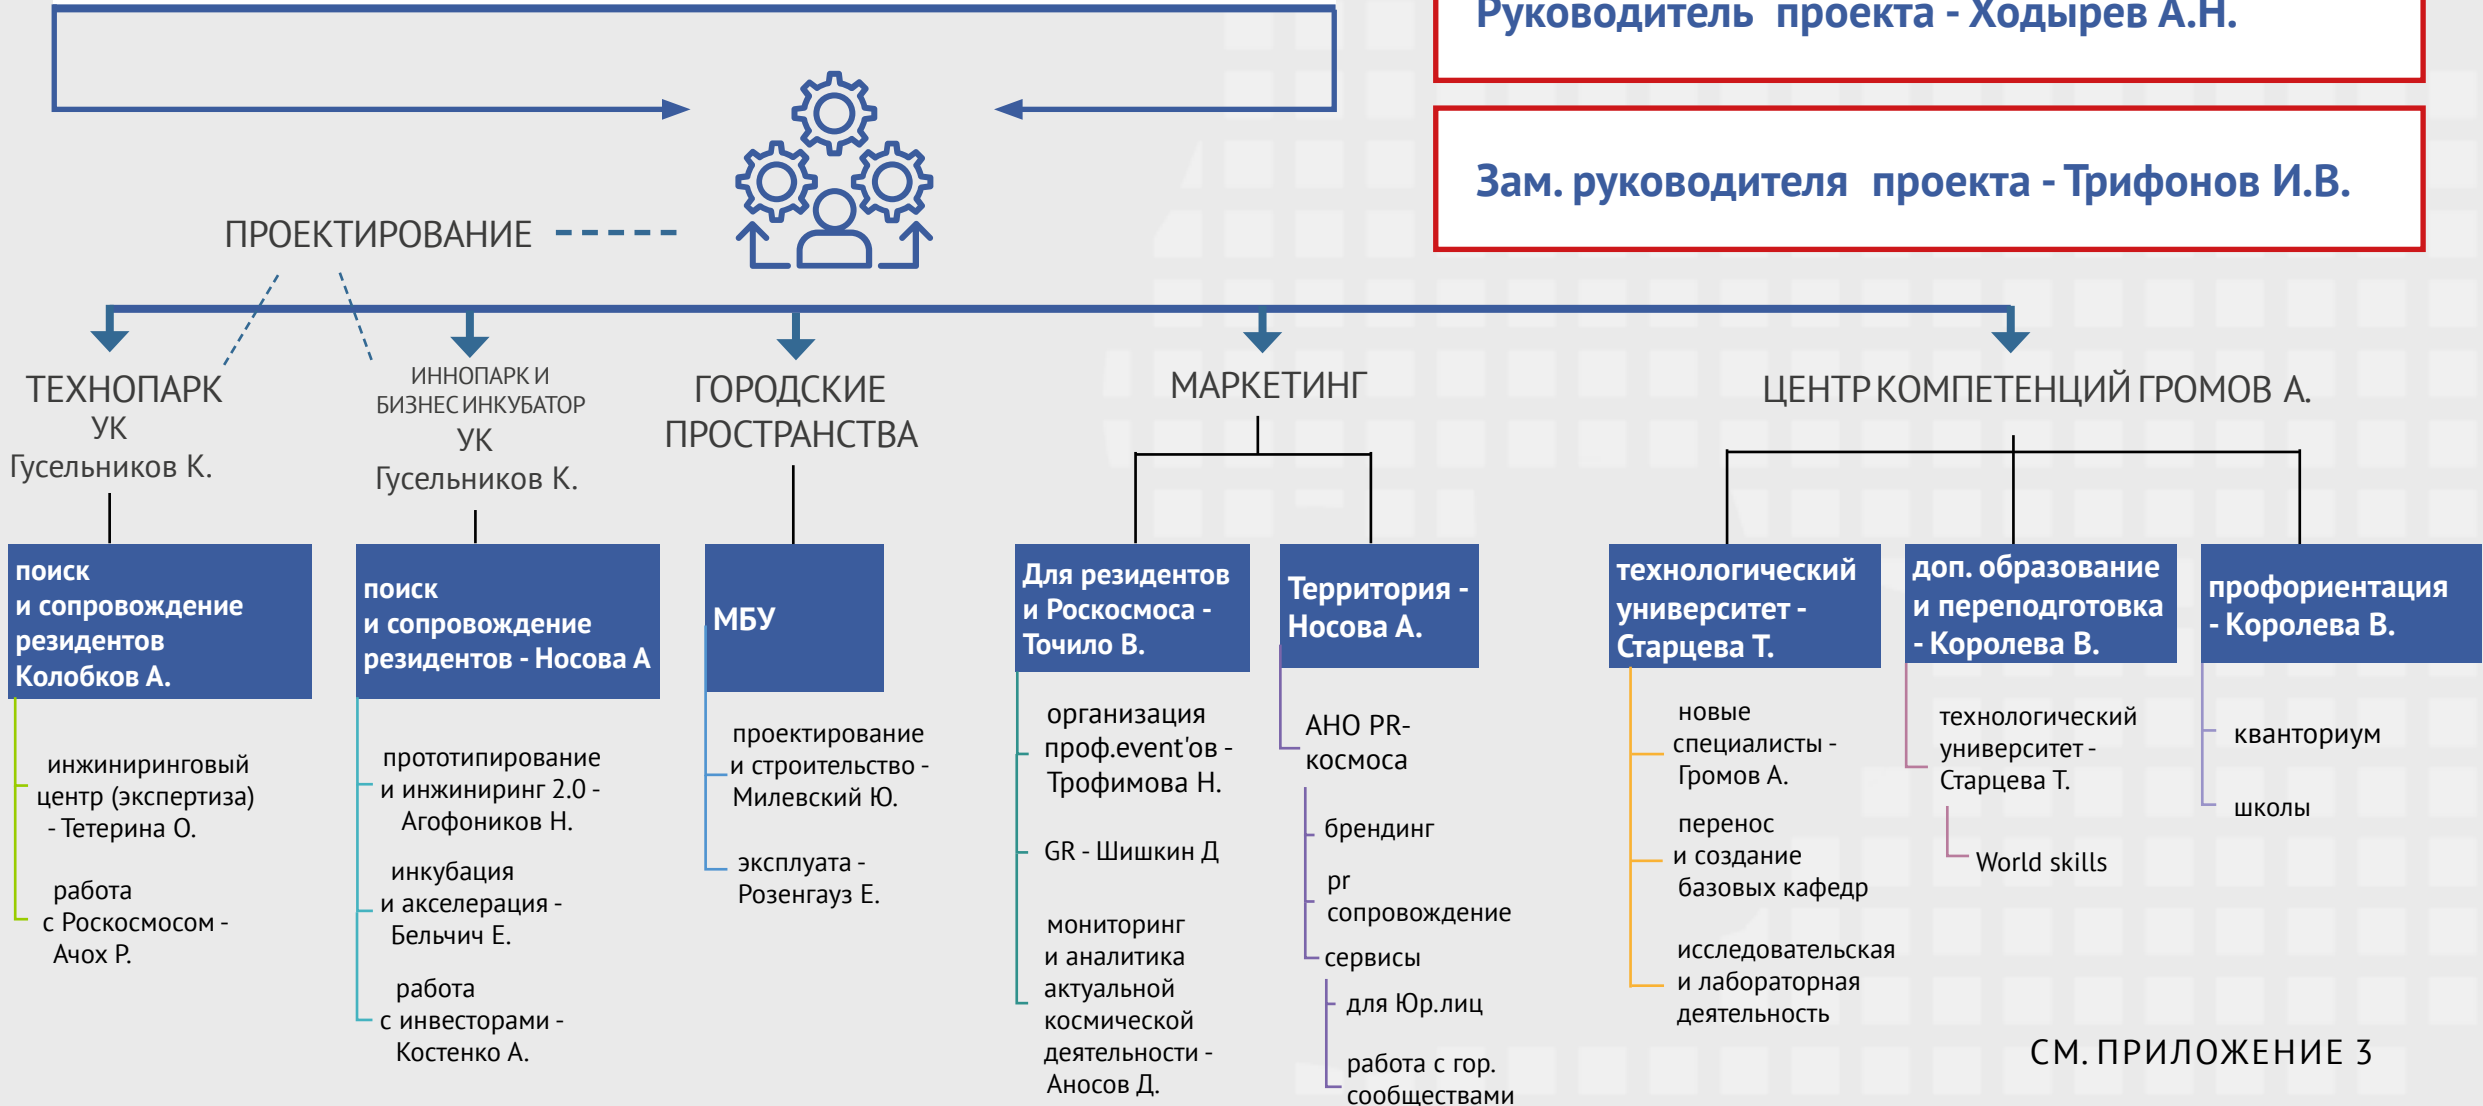 Руководитель проекта - Ходырев А.Н.
Зам. руководителя проекта - Трифонов И.В.
ПРОЕКТИРОВАНИЕ
ТЕХНОПАРК
УК
Гусельников К.
поиск
и сопровождение
резидентов
Колобков А.
инжиниринговый
центр (экспертиза)
- Тетерина О.
работа
с Роскосмосом -
Ачох Р.
ИННОПАРК И
БИЗНЕС ИНКУБАТОР
УК
Гусельников К.
поиск
и сопровождение
резидентов - Носова А
прототипирование
и инжиниринг 2.0 -
Агофоников Н.
инкубация
и акселерация -
Бельчич Е.
работа
с инвесторами -
Костенко А.
ГОРОДСКИЕ
ПРОСТРАНСТВА
МБУ
проектирование
и строительство -
Милевский Ю.
эксплуата -
Розенгауз Е.
МАРКЕТИНГ
Для резидентов
и Роскосмоса -
Точило В.
организация
проф.event'ов -
Трофимова Н.
GR - Шишкин Д
мониторинг
и аналитика
актуальной
космической
деятельности -
Аносов Д.
Территория -
Носова А.
АНО PR-
космоса
брендинг
pr
сопровождение
сервисы
для Юр.лиц
работа с гор.
сообществами
ЦЕНТР КОМПЕТЕНЦИЙ ГРОМОВ А.
технологический
университет -
Старцева Т.
новые
специалисты -
Громов А.
перенос
и создание
базовых кафедр
исследовательская
и лабораторная
деятельность
доп. образование
и переподготовка
- Королева В.
технологический
университет -
Старцева Т.
World skills
профориентация
- Королева В.
кванториум
школы
СМ. ПРИЛОЖЕНИЕ 3